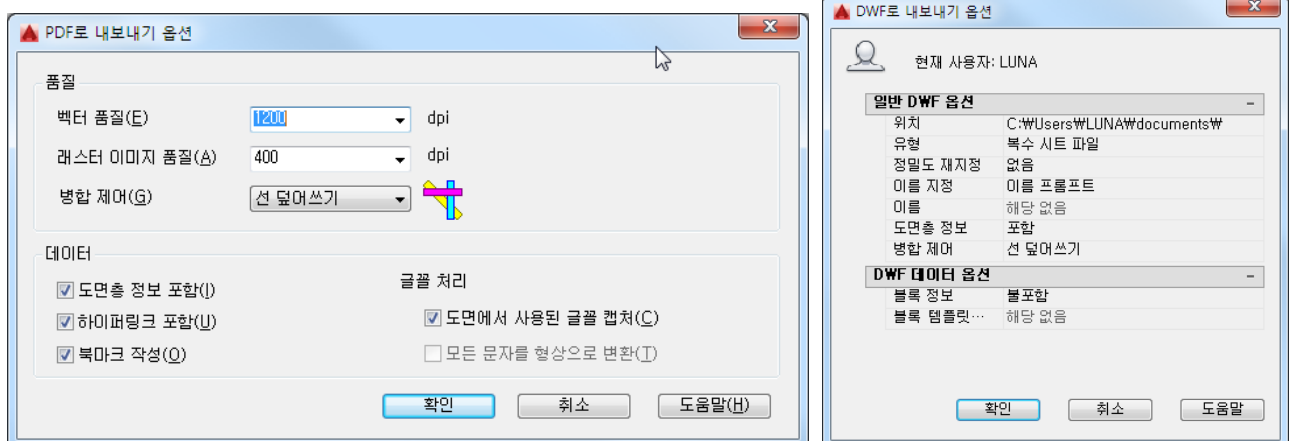 PDF로 내보내기 옵션
품질
벡터 품질(E) 1200 dpi
래스터 이미지 품질(A) 400 dpi
병합 제어(G) 선 덮어쓰기
데이터
도면층 정보 포함(I)
하이퍼링크 포함(U)
북마크 작성(O)
글꼴 처리
도면에서 사용된 글꼴 캡처(C)
모든 문자를 형상으로 변환(T)
확인 취소 도움말(H)
DWF로 내보내기 옵션
현재 사용자: LUNA
일반 DWF 옵션
위치 C:₩Users₩LUNA₩documents₩
유형 복수 시트 파일
정밀도 재지정 없음
이름 지정 이름 프롬프트
이름 해당 없음
도면층 정보 포함
병합 제어 선 덮어쓰기
DWF 데이터 옵션
블록 정보 불포함
블록 템플릿… 해당 없음
확인 취소 도움말